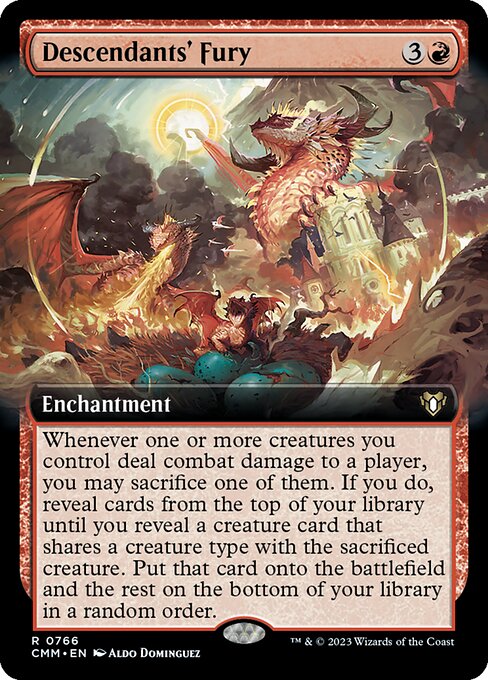 Descendants' Fury 3
Enchantment
Whenever one or more creatures you
control deal combat damage to a player,
you may sacrifice one of them. If you do,
reveal cards from the top of your library
until you reveal a creature card that
shares a creature type with the sacrificed
creature. Put that card onto the battlefield
and the rest on the bottom of your library
in a random order.
R 0766
CMM • EN Aldo Dominguez
™ & © 2023 Wizards of the Coast